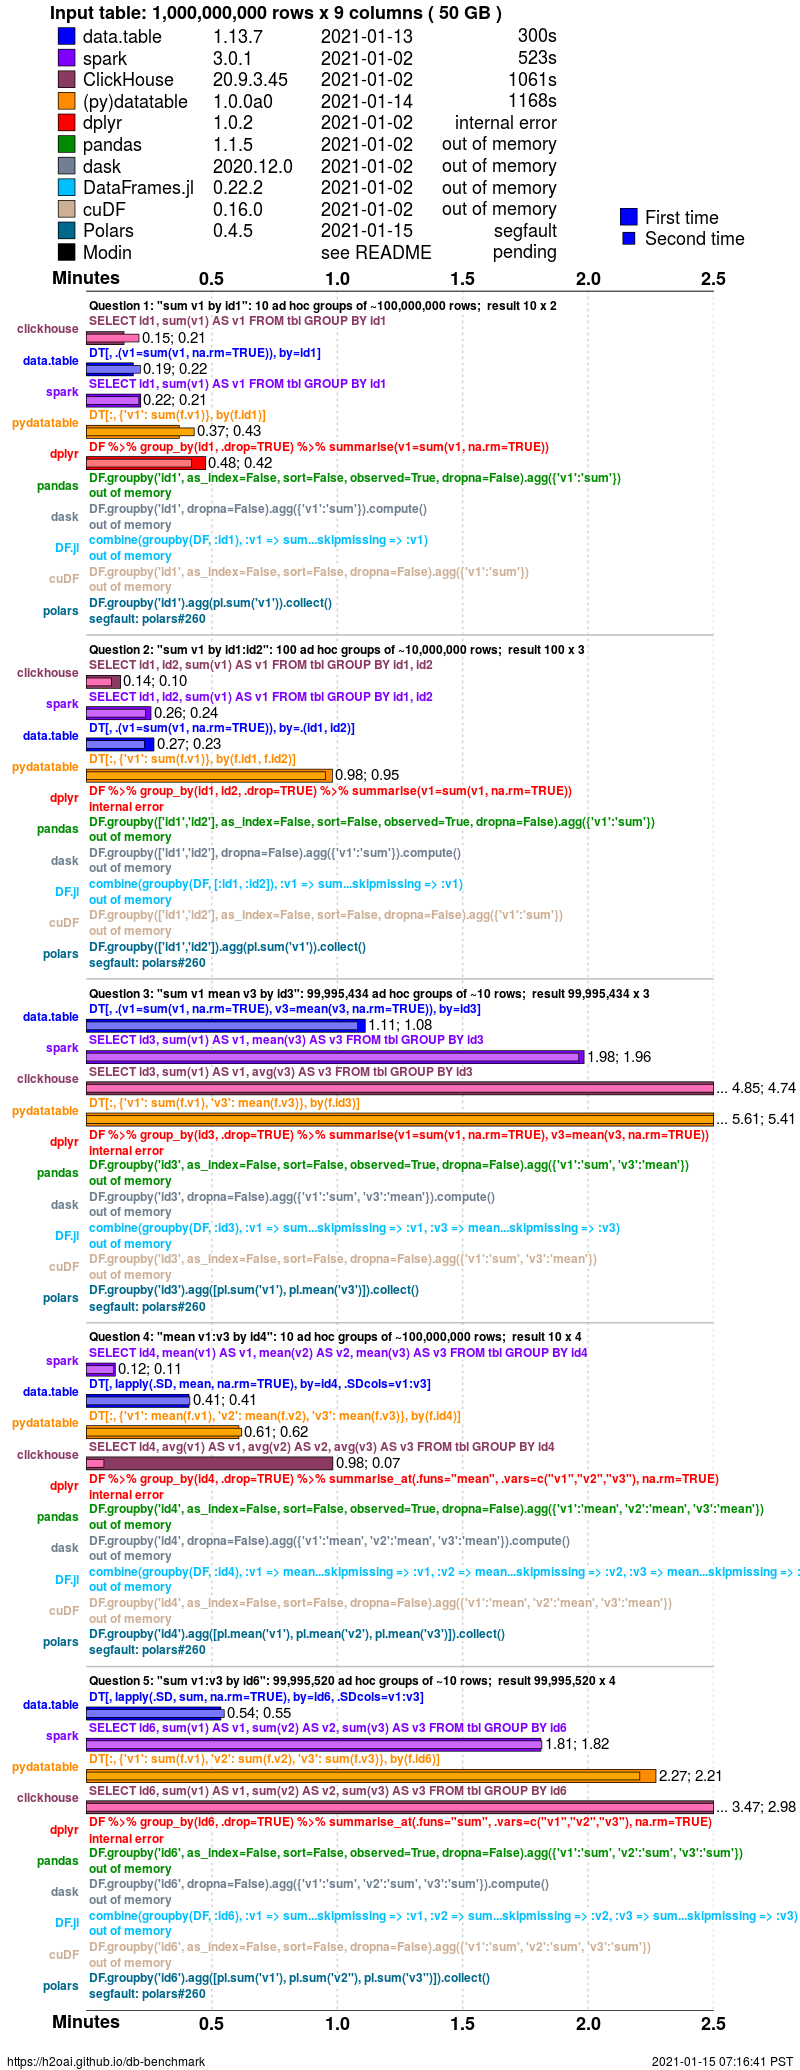 Input table: 1,000,000,000 rows x 9 columns ( 50 GB )
data.table 1.13.7 2021-01-13 300s
spark 3.0.1 2021-01-02 523s
ClickHouse 20.9.3.45 2021-01-02 1061s
(py)datatable 1.0.0a0 2021-01-14 1168s
dplyr 1.0.2 2021-01-02 internal error
pandas 1.1.5 2021-01-02 out of memory
dask 2020.12.0 2021-01-02 out of memory
DataFrames.jl 0.22.2 2021-01-02 out of memory
cuDF 0.16.0 2021-01-02 out of memory
Polars 0.4.5 2021-01-15 segfault
Modin see README pending
First time
Second time
Minutes 0.5 1.0 1.5 2.0 2.5
Question 1: "sum v1 by id1": 10 ad hoc groups of ~100,000,000 rows; result 10 x 2
SELECT id1, sum(v1) AS v1 FROM tbl GROUP BY id1
clickhouse 0.15; 0.21
DT[, .(v1=sum(v1, na.rm=TRUE)), by=id1]
data.table 0.19; 0.22
SELECT id1, sum(v1) AS v1 FROM tbl GROUP BY id1
spark 0.22; 0.21
DT[:, {'v1': sum(f.v1)}, by(f.id1)]
pydatatable 0.37; 0.43
DF %>% group_by(id1, .drop=TRUE) %>% summarise(v1=sum(v1, na.rm=TRUE))
dplyr 0.48; 0.42
DF.groupby('id1', as_index=False, sort=False, observed=True, dropna=False).agg({'v1':'sum'})
pandas out of memory
DF.groupby('id1', dropna=False).agg({'v1':'sum'}).compute()
dask out of memory
combine(groupby(DF, :id1), :v1 => sum...skipmissing => :v1)
DF.jl out of memory
DF.groupby('id1', as_index=False, sort=False, dropna=False).agg({'v1':'sum'})
cuDF out of memory
DF.groupby('id1').agg(pl.sum('v1')).collect()
polars segfault: polars#260
Question 2: "sum v1 by id1:id2": 100 ad hoc groups of ~10,000,000 rows; result 100 x 3
SELECT id1, id2, sum(v1) AS v1 FROM tbl GROUP BY id1, id2
clickhouse 0.14; 0.10
SELECT id1, id2, sum(v1) AS v1 FROM tbl GROUP BY id1, id2
spark 0.26; 0.24
DT[, .(v1=sum(v1, na.rm=TRUE)), by=.(id1, id2)]
data.table 0.27; 0.23
DT[:, {'v1': sum(f.v1)}, by(f.id1, f.id2)]
pydatatable 0.98; 0.95
DF %>% group_by(id1, id2, .drop=TRUE) %>% summarise(v1=sum(v1, na.rm=TRUE))
dplyr internal error
DF.groupby(['id1','id2'], as_index=False, sort=False, observed=True, dropna=False).agg({'v1':'sum'})
pandas out of memory
DF.groupby(['id1','id2'], dropna=False).agg({'v1':'sum'}).compute()
dask out of memory
combine(groupby(DF, [:id1, :id2]), :v1 => sum...skipmissing => :v1)
DF.jl out of memory
DF.groupby(['id1','id2'], as_index=False, sort=False, dropna=False).agg({'v1':'sum'})
cuDF out of memory
DF.groupby(['id1','id2']).agg(pl.sum('v1')).collect()
polars segfault: polars#260
Question 3: "sum v1 mean v3 by id3": 99,995,434 ad hoc groups of ~10 rows; result 99,995,434 x 3
DT[, .(v1=sum(v1, na.rm=TRUE), v3=mean(v3, na.rm=TRUE)), by=id3]
data.table 1.11; 1.08
SELECT id3, sum(v1) AS v1, mean(v3) AS v3 FROM tbl GROUP BY id3
spark 1.98; 1.96
SELECT id3, sum(v1) AS v1, avg(v3) AS v3 FROM tbl GROUP BY id3
clickhouse ... 4.85; 4.74
DT[:, {'v1': sum(f.v1), 'v3': mean(f.v3)}, by(f.id3)]
pydatatable ... 5.61; 5.41
DF %>% group_by(id3, .drop=TRUE) %>% summarise(v1=sum(v1, na.rm=TRUE), v3=mean(v3, na.rm=TRUE))
dplyr internal error
DF.groupby('id3', as_index=False, sort=False, observed=True, dropna=False).agg({'v1':'sum', 'v3':'mean'})
pandas out of memory
DF.groupby('id3', dropna=False).agg({'v1':'sum', 'v3':'mean'}).compute()
dask out of memory
combine(groupby(DF, :id3), :v1 => sum...skipmissing => :v1, :v3 => mean...skipmissing => :v3)
DF.jl out of memory
DF.groupby('id3', as_index=False, sort=False, dropna=False).agg({'v1':'sum', 'v3':'mean'})
cuDF out of memory
DF.groupby('id3').agg([pl.sum('v1'), pl.mean('v3')]).collect()
polars segfault: polars#260
Question 4: "mean v1:v3 by id4": 10 ad hoc groups of ~100,000,000 rows; result 10 x 4
SELECT id4, mean(v1) AS v1, mean(v2) AS v2, mean(v3) AS v3 FROM tbl GROUP BY id4
spark 0.12; 0.11
DT[, lapply(.SD, mean, na.rm=TRUE), by=id4, .SDcols=v1:v3]
data.table 0.41; 0.41
DT[:, {'v1': mean(f.v1), 'v2': mean(f.v2), 'v3': mean(f.v3)}, by(f.id4)]
pydatatable 0.61; 0.62
SELECT id4, avg(v1) AS v1, avg(v2) AS v2, avg(v3) AS v3 FROM tbl GROUP BY id4
clickhouse 0.98; 0.07
DF %>% group_by(id4, .drop=TRUE) %>% summarise_at(.funs="mean", .vars=c("v1","v2","v3"), na.rm=TRUE)
dplyr internal error
DF.groupby('id4', as_index=False, sort=False, observed=True, dropna=False).agg({'v1':'mean', 'v2':'mean', 'v3':'mean'})
pandas out of memory
DF.groupby('id4', dropna=False).agg({'v1':'mean', 'v2':'mean', 'v3':'mean'}).compute()
dask out of memory
combine(groupby(DF, :id4), :v1 => mean...skipmissing => :v1, :v2 => mean...skipmissing => :v2, :v3 => mean...skipmissing => :
DF.jl out of memory
DF.groupby('id4', as_index=False, sort=False, dropna=False).agg({'v1':'mean', 'v2':'mean', 'v3':'mean'})
cuDF out of memory
DF.groupby('id4').agg([pl.mean('v1'), pl.mean('v2'), pl.mean('v3')]).collect()
polars segfault: polars#260
Question 5: "sum v1:v3 by id6": 99,995,520 ad hoc groups of ~10 rows; result 99,995,520 x 4
DT[, lapply(.SD, sum, na.rm=TRUE), by=id6, .SDcols=v1:v3]
data.table 0.54; 0.55
SELECT id6, sum(v1) AS v1, sum(v2) AS v2, sum(v3) AS v3 FROM tbl GROUP BY id6
spark 1.81; 1.82
DT[:, {'v1': sum(f.v1), 'v2': sum(f.v2), 'v3': sum(f.v3)}, by(f.id6)]
pydatatable 2.27; 2.21
SELECT id6, sum(v1) AS v1, sum(v2) AS v2, sum(v3) AS v3 FROM tbl GROUP BY id6
clickhouse ... 3.47; 2.98
DF %>% group_by(id6, .drop=TRUE) %>% summarise_at(.funs="sum", .vars=c("v1","v2","v3"), na.rm=TRUE)
dplyr internal error
DF.groupby('id6', as_index=False, sort=False, observed=True, dropna=False).agg({'v1':'sum', 'v2':'sum', 'v3':'sum'})
pandas out of memory
DF.groupby('id6', dropna=False).agg({'v1':'sum', 'v2':'sum', 'v3':'sum'}).compute()
dask out of memory
combine(groupby(DF, :id6), :v1 => sum...skipmissing => :v1, :v2 => sum...skipmissing => :v2, :v3 => sum...skipmissing => :v3)
DF.jl out of memory
DF.groupby('id6', as_index=False, sort=False, dropna=False).agg({'v1':'sum', 'v2':'sum', 'v3':'sum'})
cuDF out of memory
DF.groupby('id6').agg([pl.sum('v1'), pl.sum('v2''), pl.sum('v3'')]).collect()
polars segfault: polars#260
Minutes 0.5 1.0 1.5 2.0 2.5
https://h2oai.github.io/db-benchmark 2021-01-15 07:16:41 PST